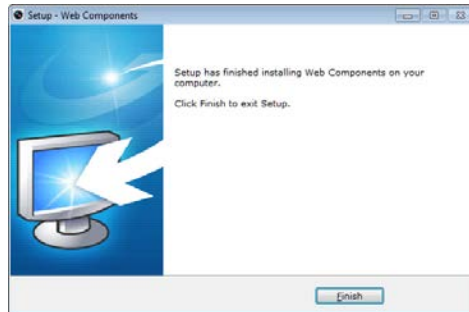 Setup - Web Components
Setup has finished installing Web Components on your
computer.
Click Finish to exit Setup.
Finish